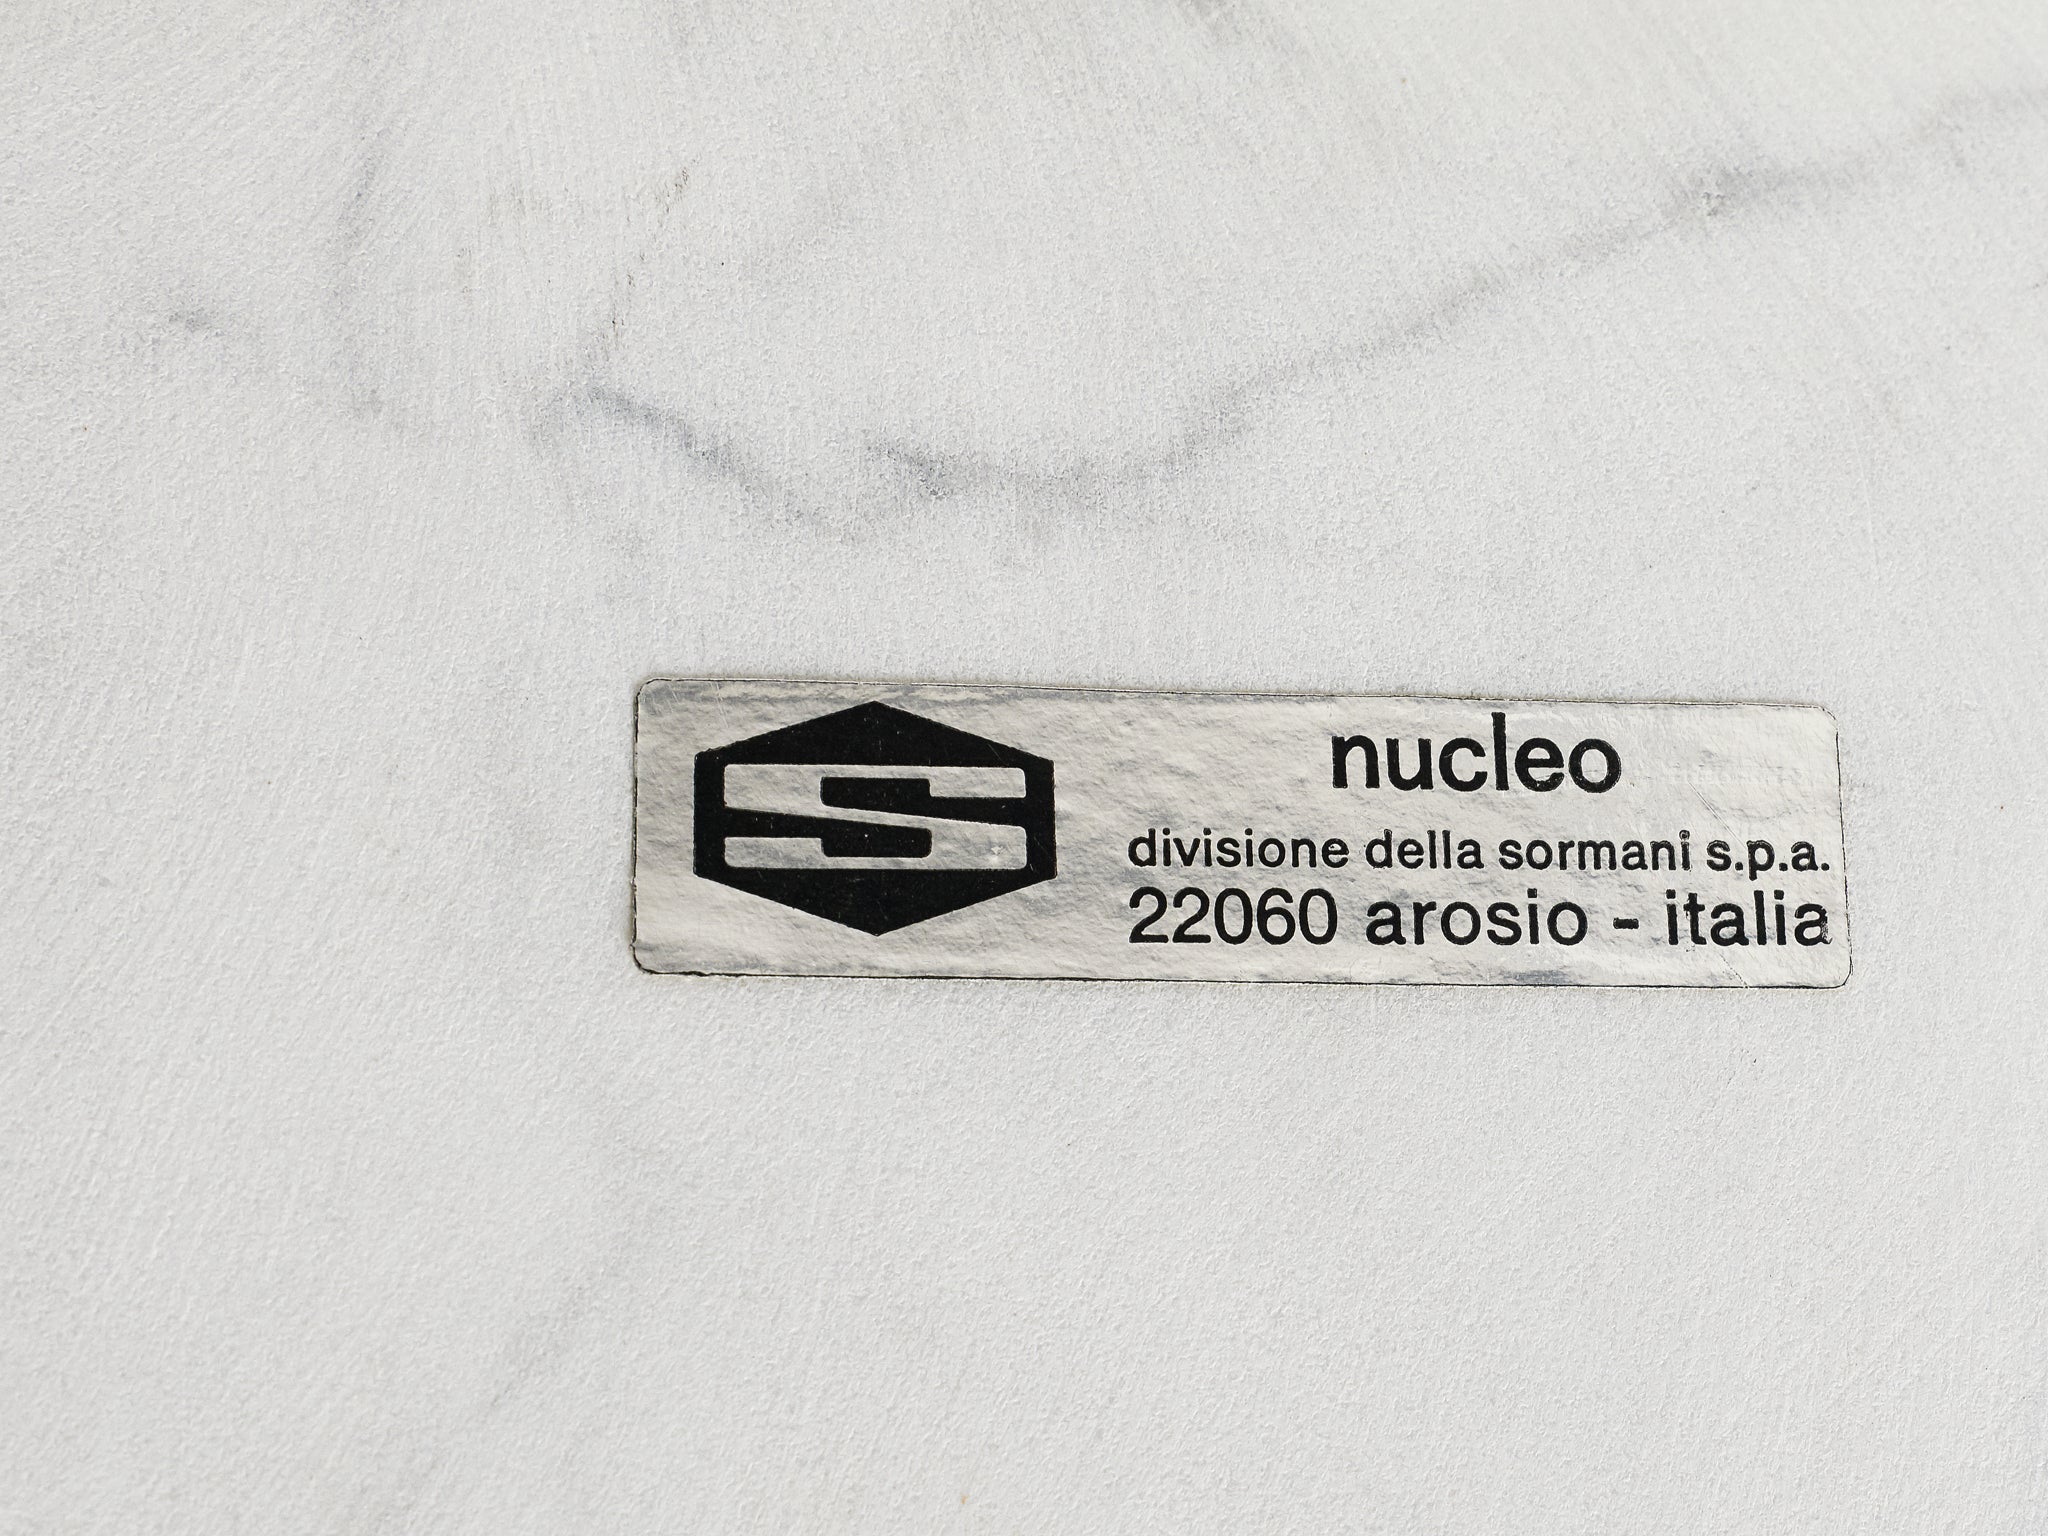 S
nucleo
divisione della sormani s.p.a.
22060 arosio - italia